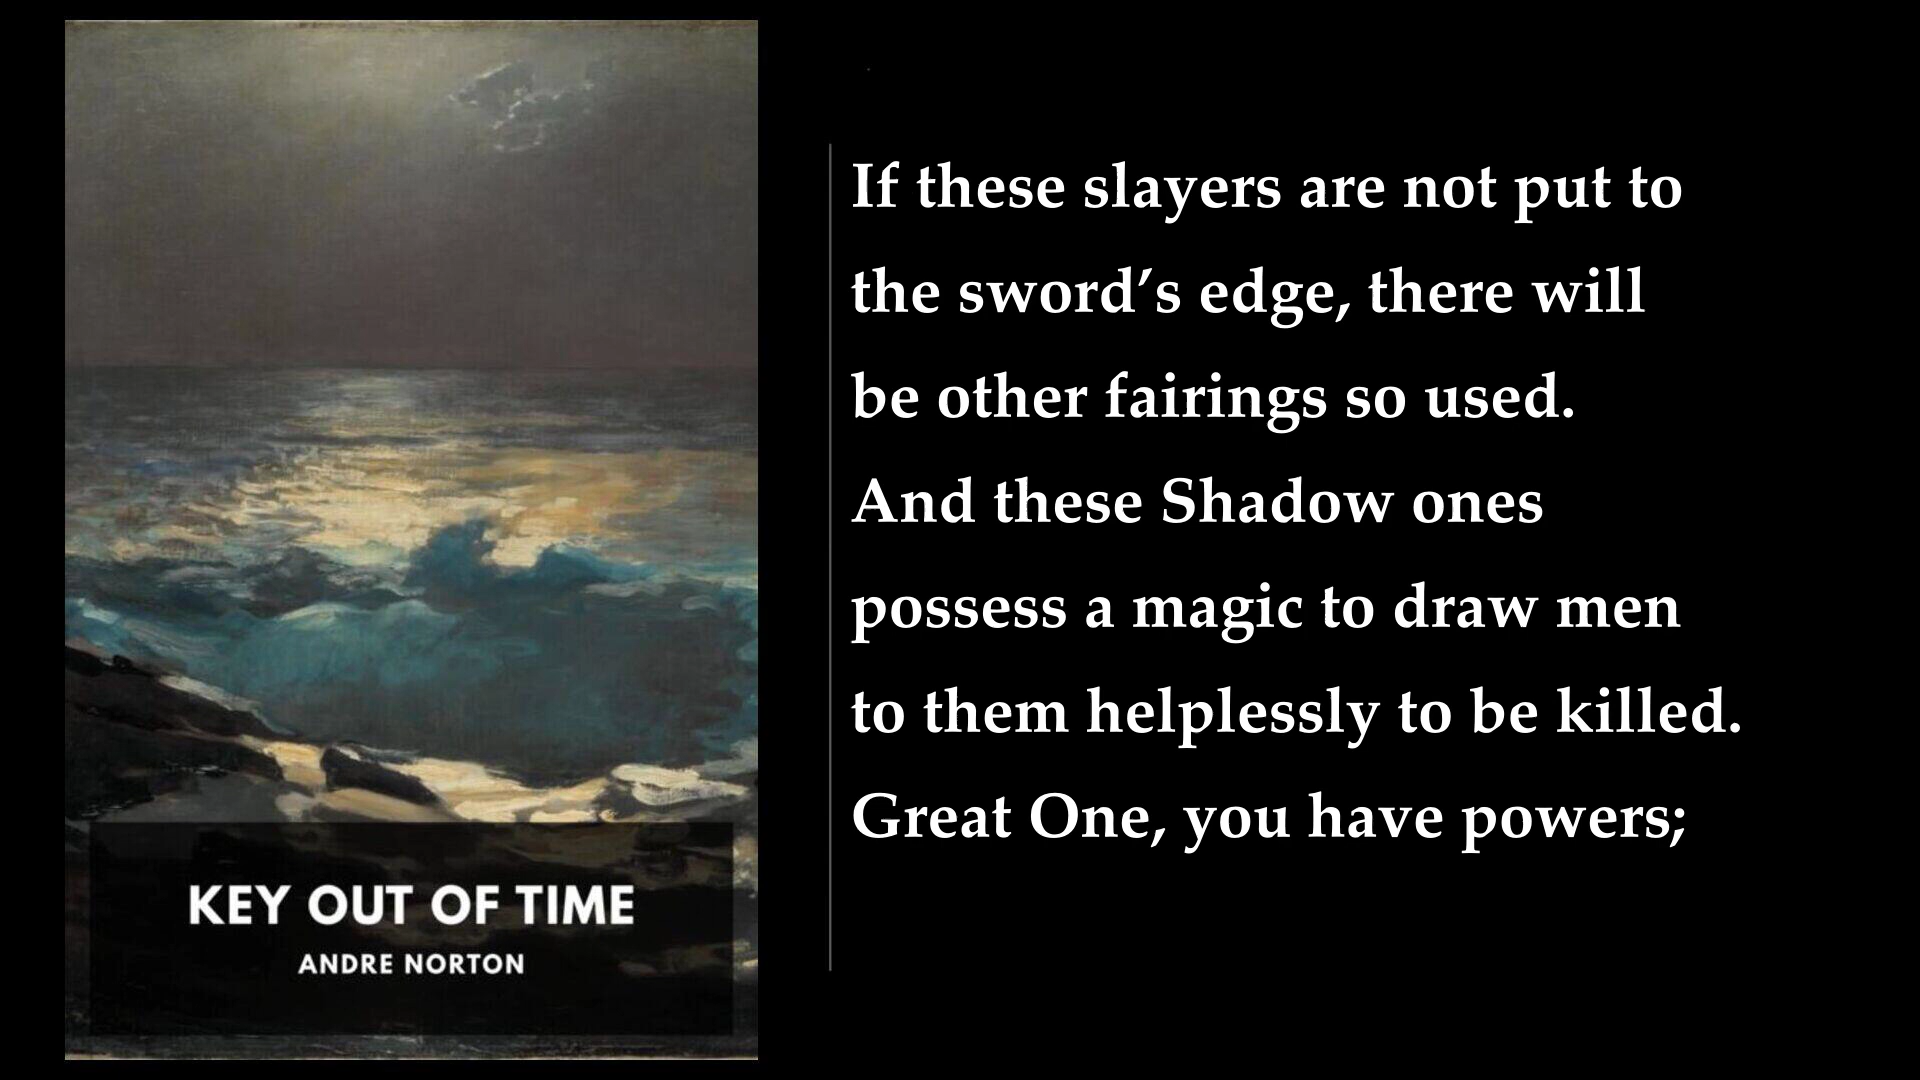 KEY OUT OF TIME
ANDRE NORTON
If these slayers are not put to
the sword’s edge, there will
be other fairings so used.
And these Shadow ones
possess a magic to draw men
to them helplessly to be killed.
Great One, you have powers;